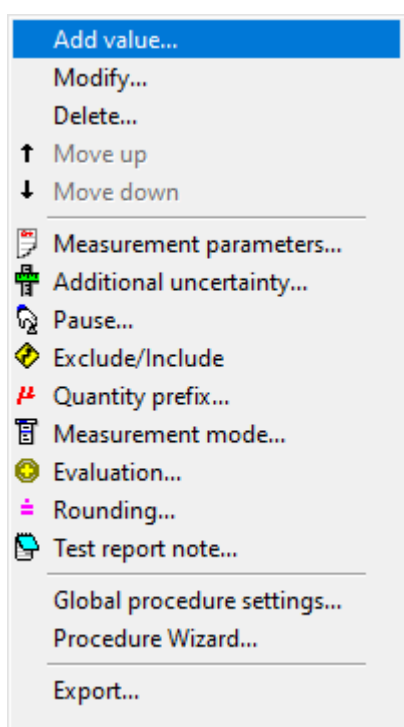 Add value...
Modify...
Delete...
Move up
Move down
Measurement parameters...
Additional uncertainty...
Pause...
Exclude/Include
Quantity prefix...
Measurement mode...
Evaluation...
Rounding...
Test report note...
Global procedure settings...
Procedure Wizard...
Export...